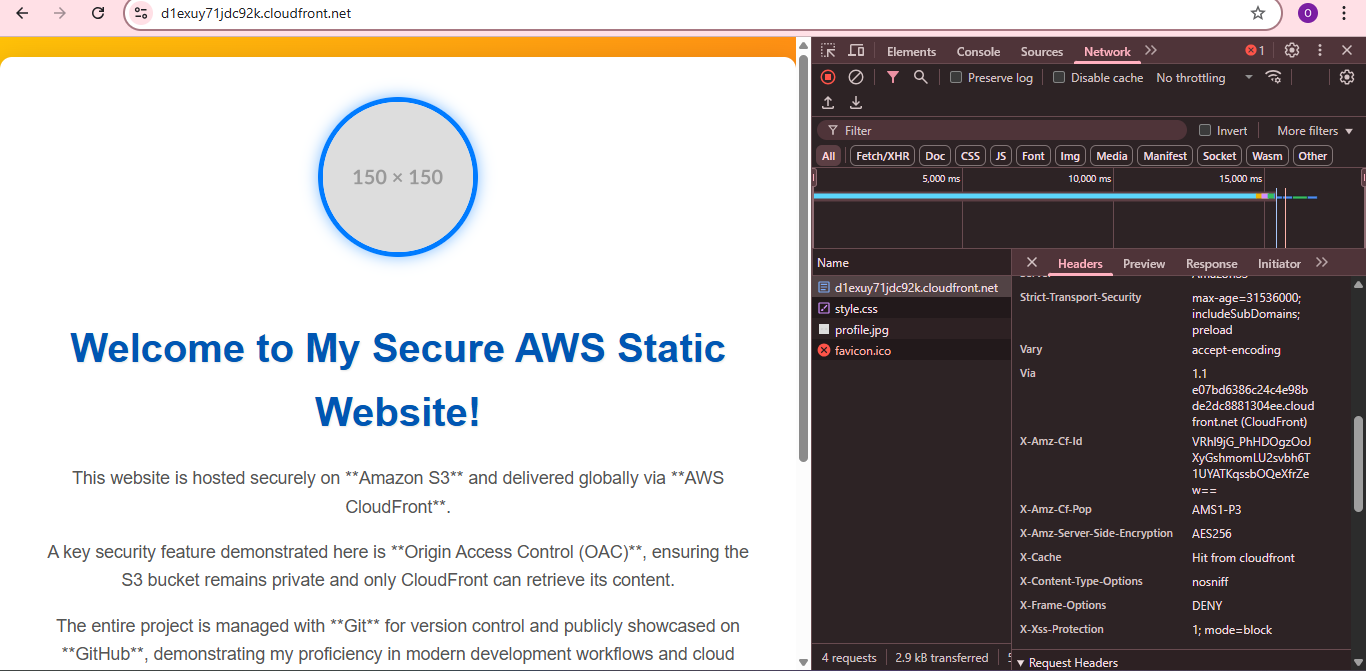 d1exuy71jdc92k.cloudfront.net
O
150 × 150
Welcome to My Secure AWS Static
Website!
This website is hosted securely on **Amazon S3** and delivered globally via **AWS
CloudFront**.
A key security feature demonstrated here is **Origin Access Control (OAC)**, ensuring the
S3 bucket remains private and only CloudFront can retrieve its content.
The entire project is managed with **Git** for version control and publicly showcased on
**GitHub**, demonstrating my proficiency in modern development workflows and cloud
Elements Console Sources Network 1
Preserve log Disable cache No throttling
Filter Invert More filters
All Fetch/XHR Doc CSS JS Font Img Media Manifest Socket Wasm Other
5,000 ms 10,000 ms 15,000 ms
Name
d1exuy71jdc92k.cloudfront.net
style.css
profile.jpg
favicon.ico
Headers Preview Response Initiator
Strict-Transport-Security max-age=31536000;
includeSubDomains;
preload
Vary accept-encoding
Via 1.1
e07bd6386c24c4e98b
de2dc8881304ee.cloud
front.net (CloudFront)
X-Amz-Cf-Id VRhI9jG_PhHDOgzOoJ
XyGshmomLU2svbh6T
1UYATKqssbOQeXfrZe
w==
X-Amz-Cf-Pop AMS1-P3
X-Amz-Server-Side-Encryption AES256
X-Cache Hit from cloudfront
X-Content-Type-Options nosniff
X-Frame-Options DENY
X-Xss-Protection 1; mode=block
Request Headers
4 requests 2.9 kB transferred